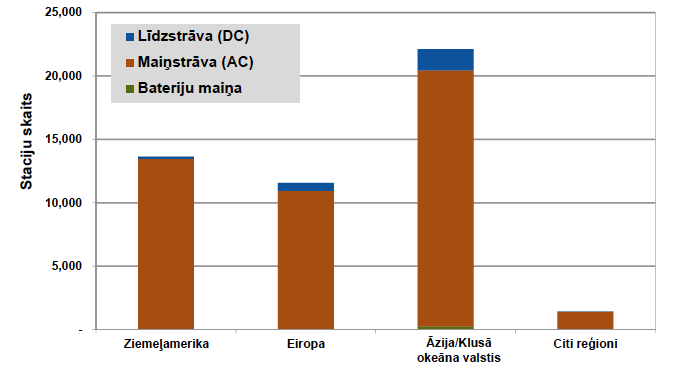 25,000
20,000
15,000
10,000
5,000
-
Staciju skaits
Līdzstrāva (DC)
Maiņstrāva (AC)
Bateriju maiņa
Ziemeļamerika
Eiropa
Āzija/Klusā
okeāna valstis
Citi reģioni